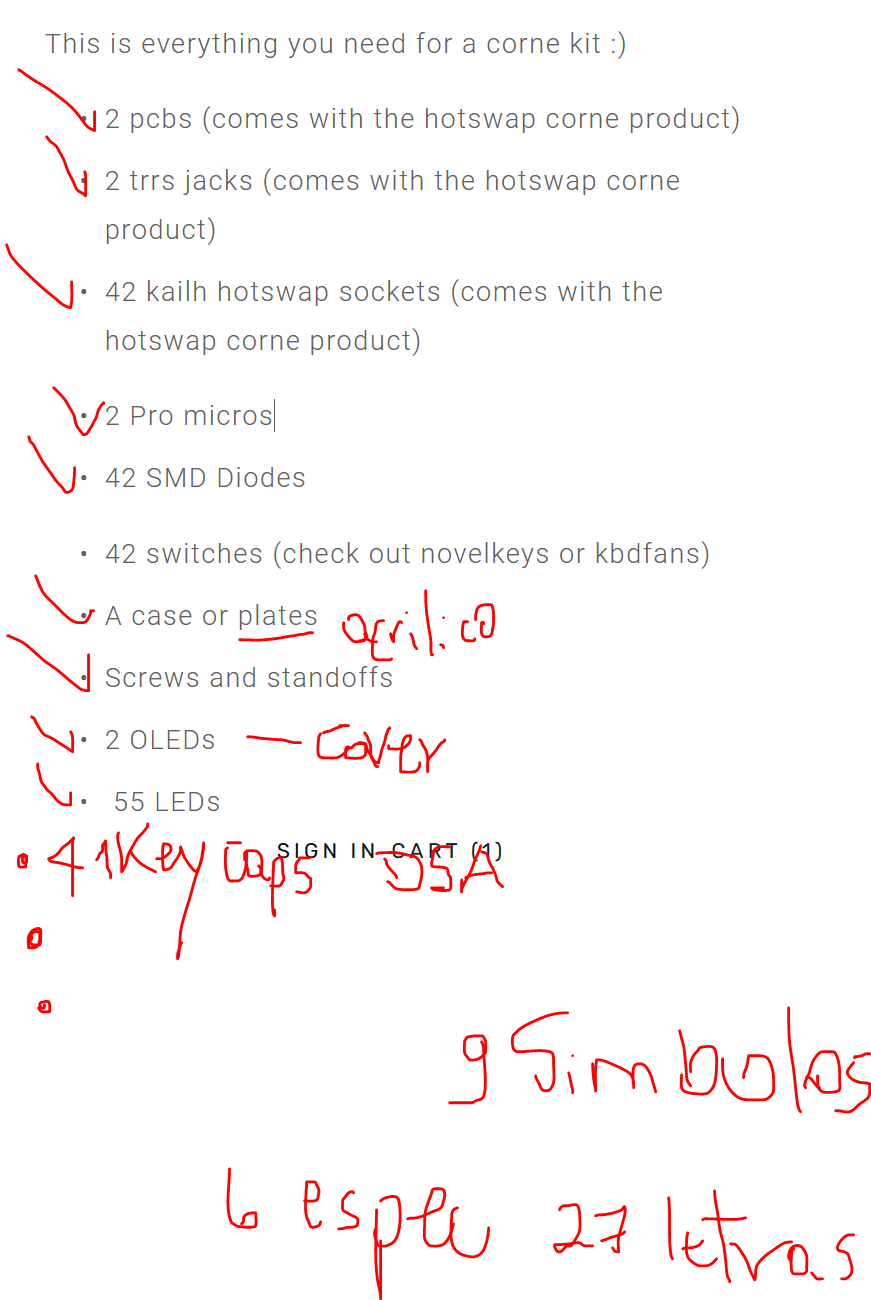 This is everything you need for a corne kit :)
• 2 pcbs (comes with the hotswap corne product)
• 2 trrs jacks (comes with the hotswap corne
product)
• 42 kailh hotswap sockets (comes with the
hotswap corne product)
• 2 Pro micros
• 42 SMD Diodes
• 42 switches (check out novelkeys or kbdfans)
• A case or plates acrilico
• Screws and standoffs
• 2 OLEDs — cover
• 55 LEDs
SIGN IN CART (1)
• 41 Key caps DSA
9 Simbolos
6 27 letras